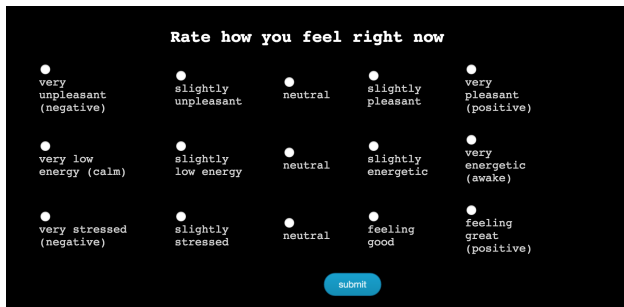 Rate how you feel right now
very
unpleasant
(negative)
slightly
unpleasant
neutral
slightly
pleasant
very
pleasant
(positive)
very low
energy (calm)
slightly
low energy
neutral
slightly
energetic
very
energetic
(awake)
very stressed
(negative)
slightly
stressed
neutral
feeling
good
feeling
great
(positive)
submit